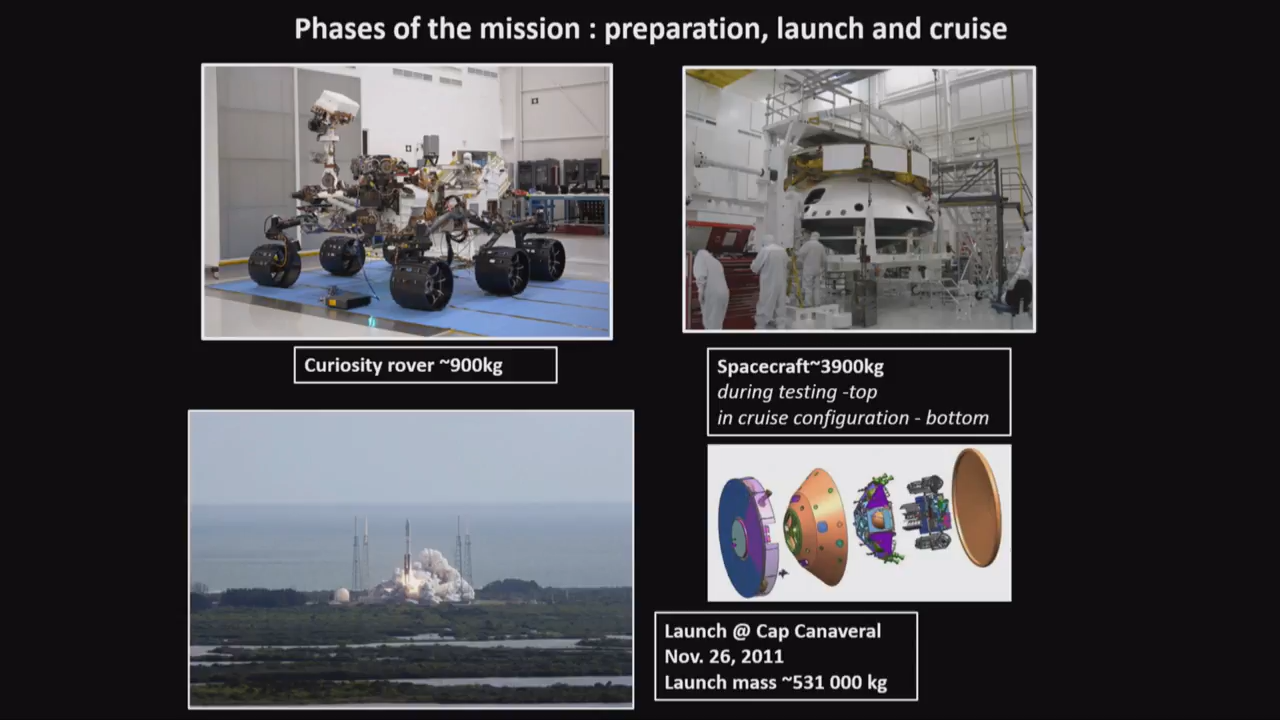 Phases of the mission : preparation, launch and cruise
Curiosity rover ~900kg
Spacecraft~3900kg
during testing -top
in cruise configuration - bottom
Launch @ Cap Canaveral
Nov. 26, 2011
Launch mass ~531 000 kg